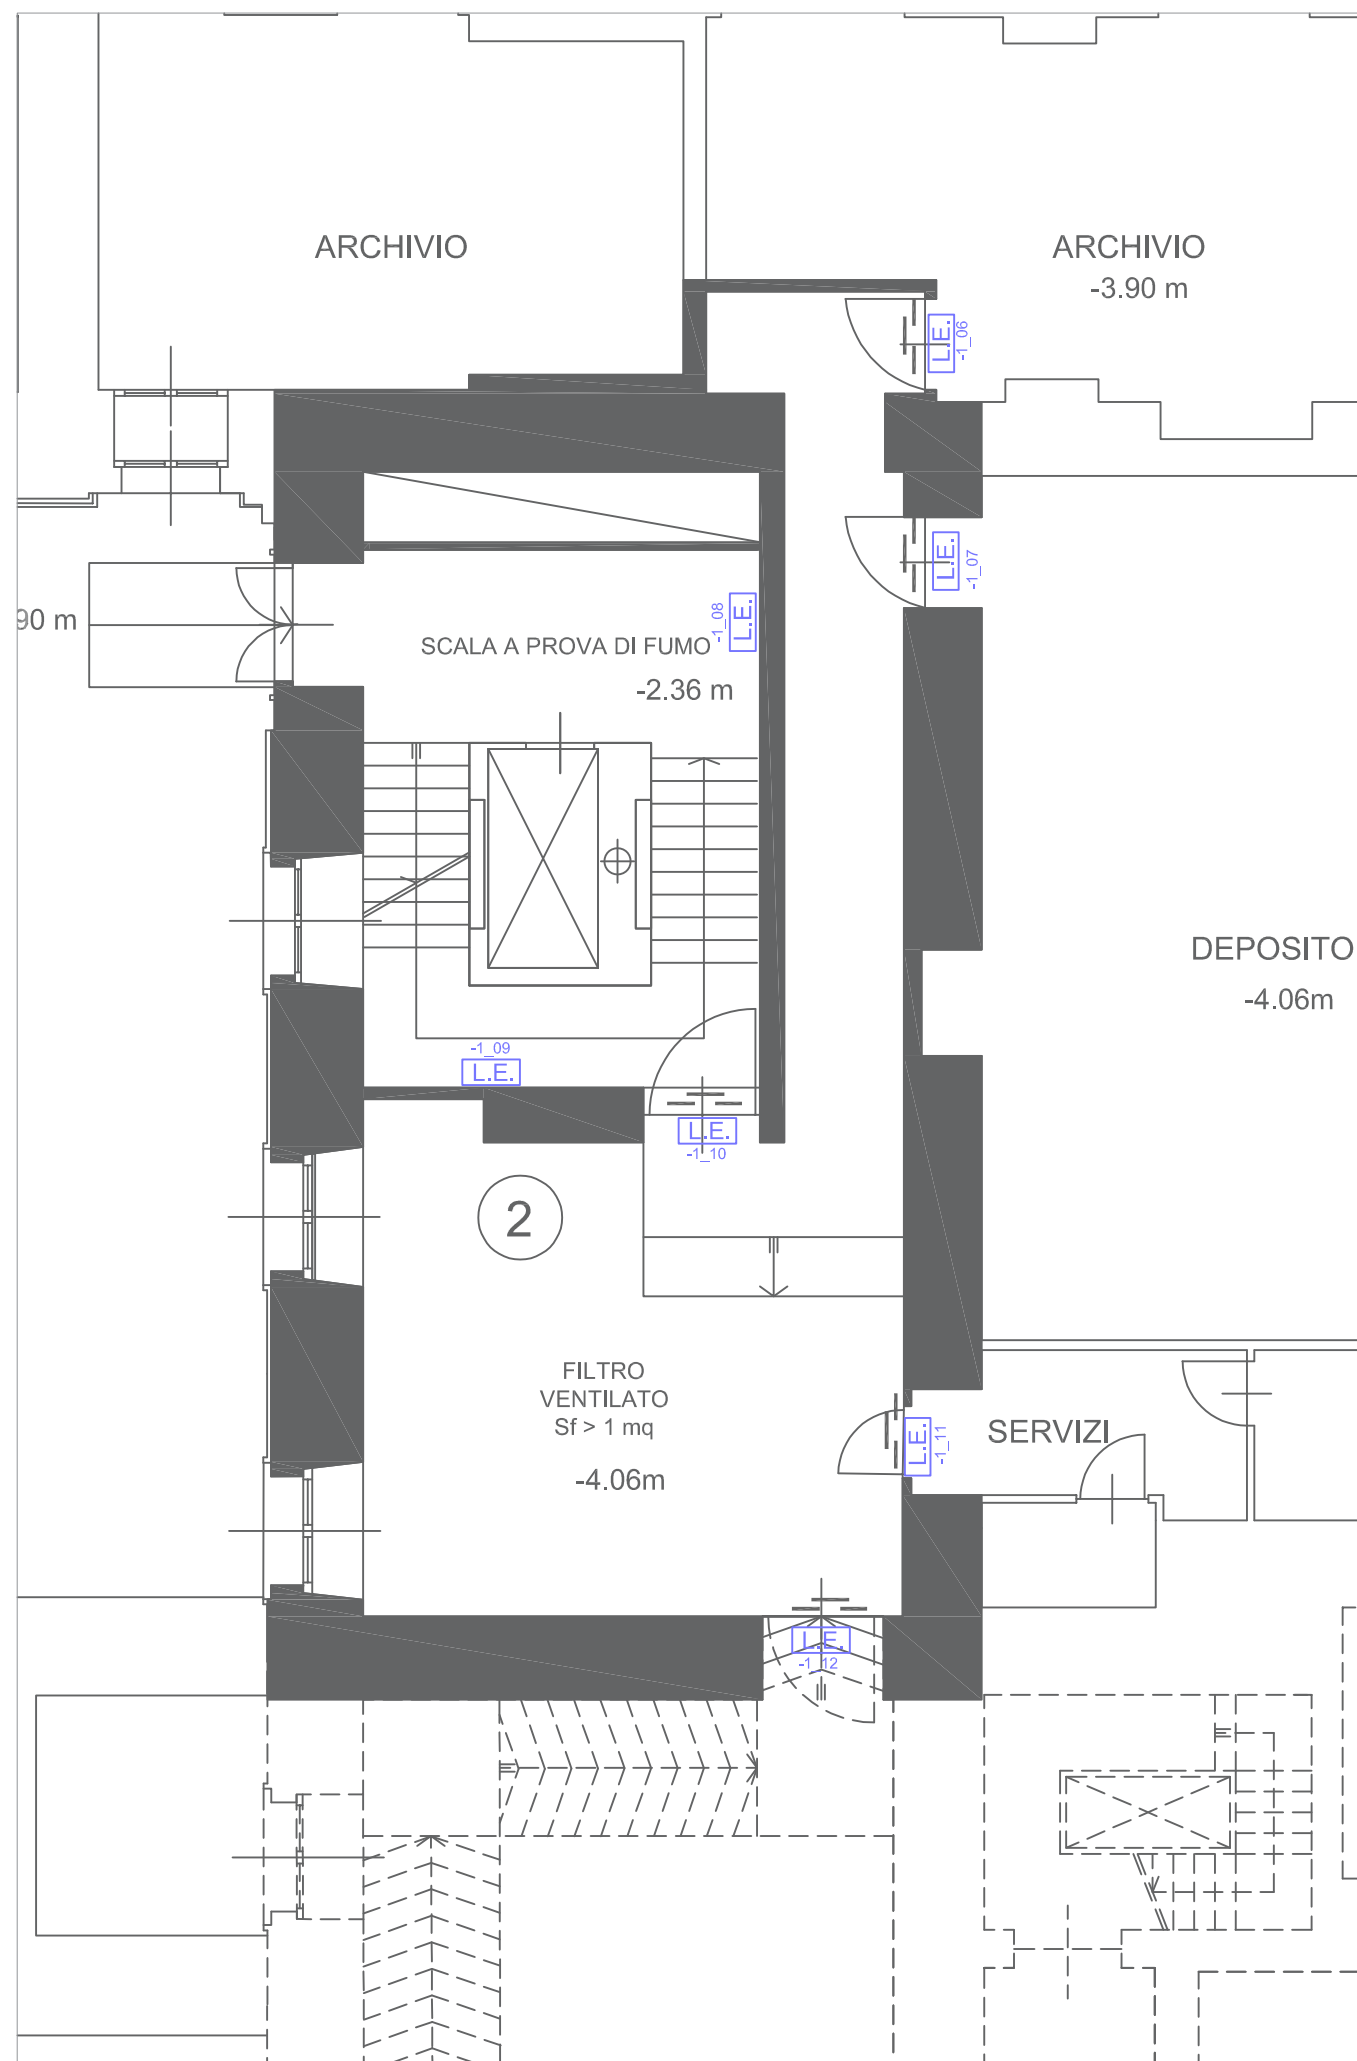 ARCHIVIO
ARCHIVIO
-3.90 m
L.E.
-1_06
L.E.
-1_07
90 m
SCALA A PROVA DI FUMO
-2.36 m
L.E.
-1_08
DEPOSITO
-4.06m
-1_09
L.E.
L.E.
-1_10
2
FILTRO
VENTILATO
Sf > 1 mq
-4.06m
L.E.
-1_11
SERVIZI
L.E.
-1_12